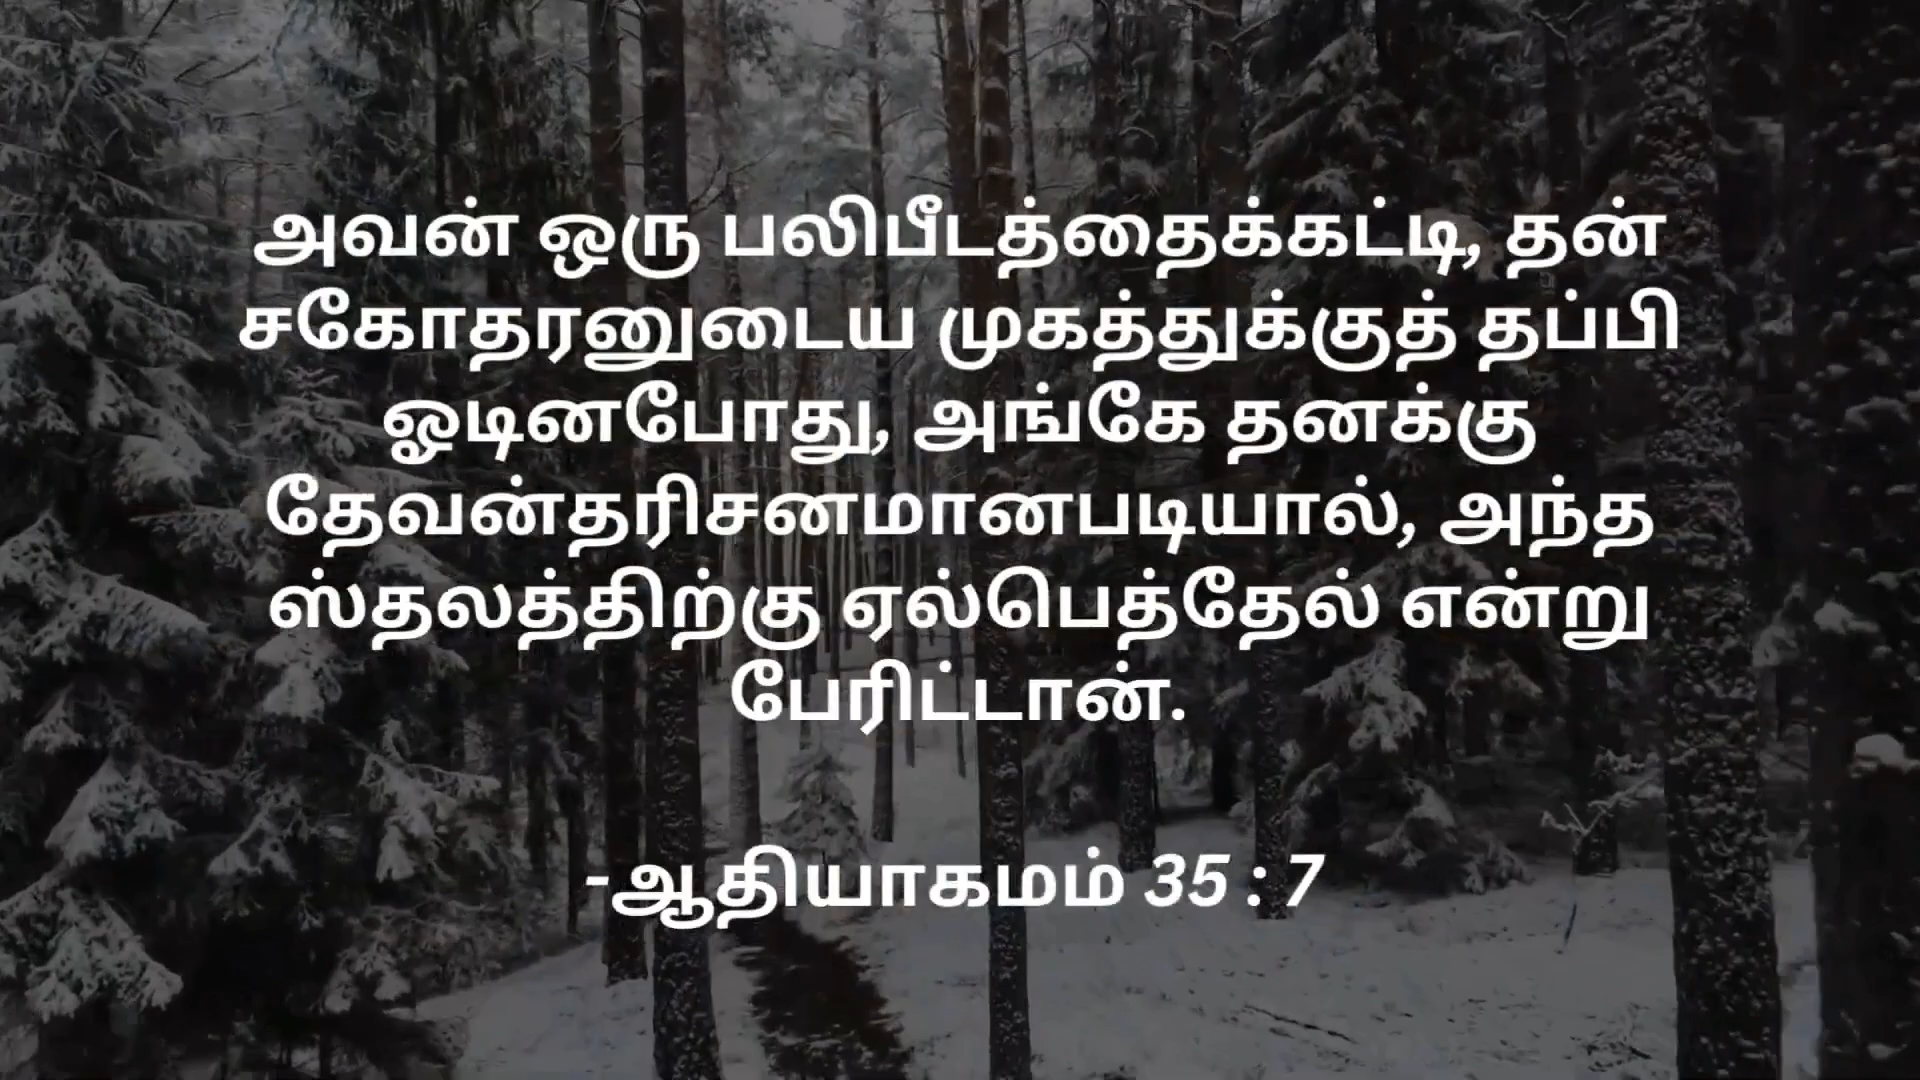 அவன் ஒரு பலிபீடத்தைக்கட்டி, தன்
சகோதரனுடைய முகத்துக்குத் தப்பி
ஓடினபோது, அங்கே தனக்கு
தேவன்தரிசனமானபடியால், அந்த
ஸ்தலத்திற்கு ஏல்பெத்தேல் என்று
பேரிட்டான்.
-ஆதியாகமம் 35 : 7